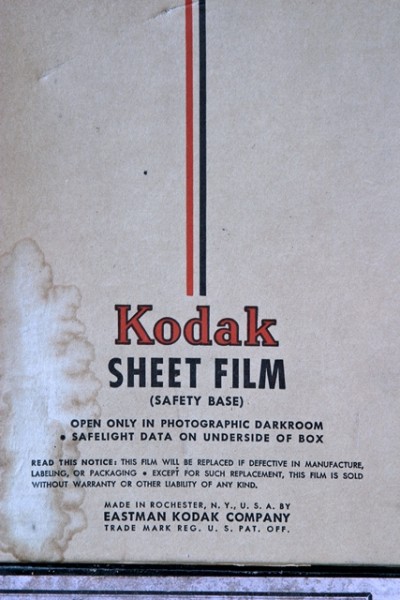 Kodak
SHEET FILM
(SAFETY BASE)
OPEN ONLY IN PHOTOGRAPHIC DARKROOM
• SAFELIGHT DATA ON UNDERSIDE OF BOX
READ THIS NOTICE: THIS FILM WILL BE REPLACED IF DEFECTIVE IN MANUFACTURE,
LABELING, OR PACKAGING • EXCEPT FOR SUCH REPLACEMENT, THIS FILM IS SOLD
WITHOUT WARRANTY OR OTHER LIABILITY OF ANY KIND.
MADE IN ROCHESTER, N. Y., U. S. A. BY
EASTMAN KODAK COMPANY
TRADE MARK REG. U. S. PAT. OFF.